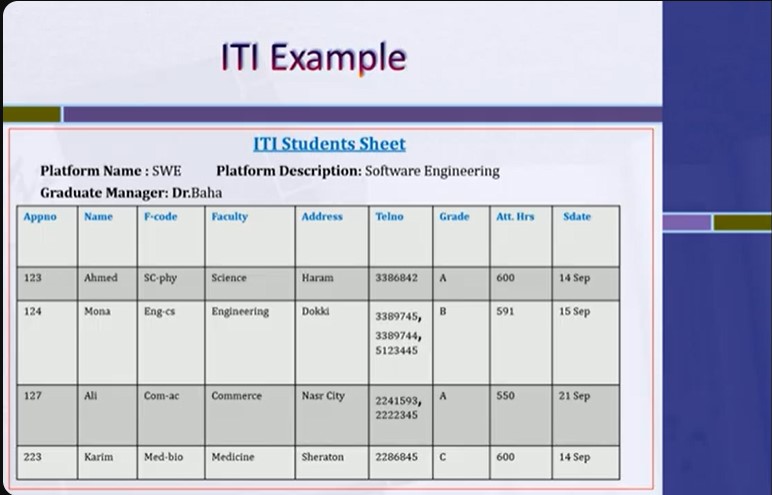 ITI Example
ITI Students Sheet
Platform Name : SWE Platform Description: Software Engineering
Graduate Manager: Dr.Baha
Appno Name F-code Faculty Address Telno Grade Att. Hrs Sdate
123 Ahmed SC-phy Science Haram 3386842 A 600 14 Sep
124 Mona Eng-cs Engineering Dokki 3389745, B 591 15 Sep
3389744,
5123445
127 Ali Com-ac Commerce Nasr City 2241593, A 550 21 Sep
2222345
223 Karim Med-bio Medicine Sheraton 2286845 C 600 14 Sep